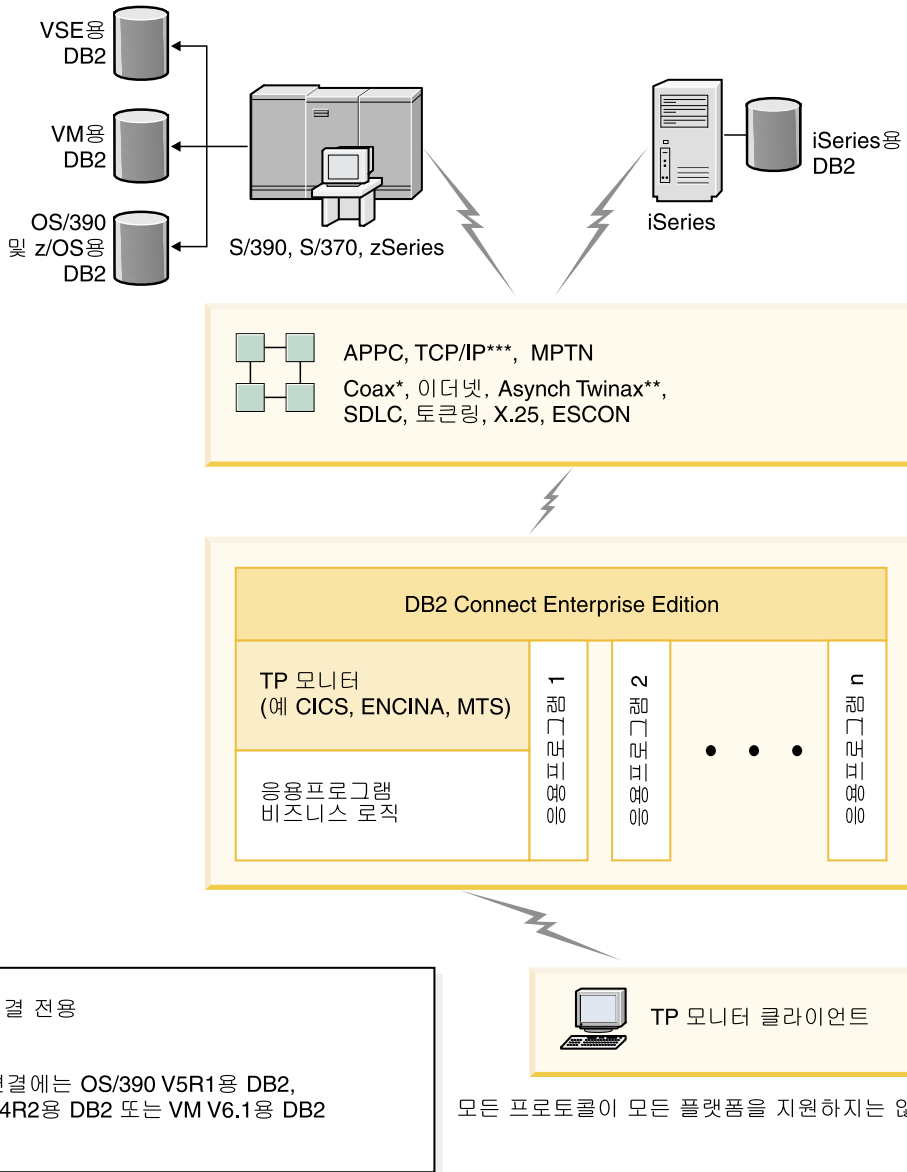 VSE용
DB2
VM용
DB2
OS/390
및 z/OS용
DB2
S/390, S/370, zSeries
iSeries
iSeries용
DB2
APPC, TCP/IP***, MPTN
Coax*, 이더넷, Asynch Twinax**,
SDLC, 토큰링, X.25, ESCON
DB2 Connect Enterprise Edition
TP 모니터
(예 CICS, ENCINA, MTS)
응용프로그램
비즈니스 로직
응용프로그램 1
응용프로그램 2
응용프로그램 n
TP 모니터 클라이언트
결 전용
연결에는 OS/390 V5R1용 DB2,
4R2용 DB2 또는 VM V6.1용 DB2
모든 프로토콜이 모든 플랫폼을 지원하지는